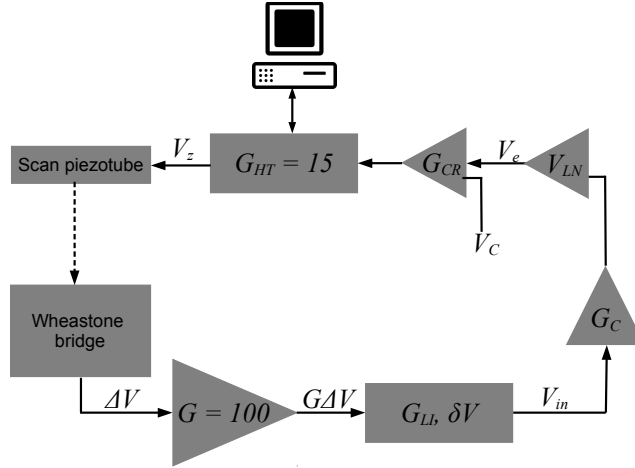 V_z
G_HT = 15
G_CR
V_e
V_LN
Scan piezotube
V_C
G_C
Wheastone
bridge
ΔV
G = 100
GΔV
G_LI, δV
V_in